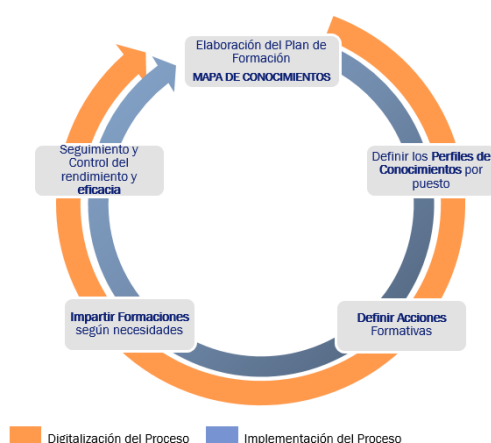 Elaboración del Plan de
Formación
MAPA DE CONOCIMIENTOS
Definir los Perfiles de
Conocimientos por
puesto
Definir Acciones
Formativas
Impartir Formaciones
según necesidades
Seguimiento y
Control del
rendimiento y
eficacia
Digitalización del Proceso
Implementación del Proceso